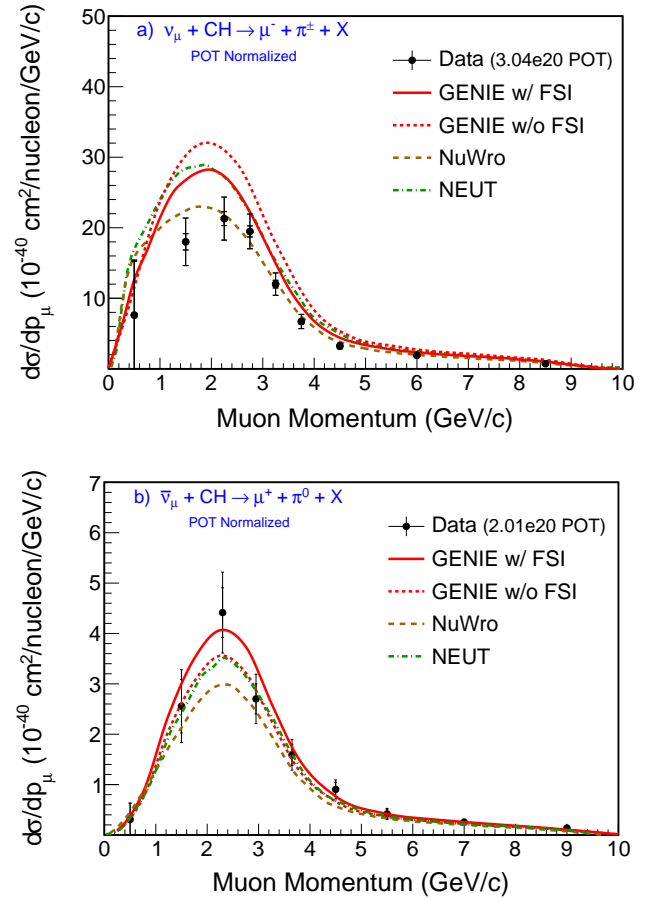 a) νμ + CH → μ⁻ + π± + X
POT Normalized
Data (3.04e20 POT)
GENIE w/ FSI
GENIE w/o FSI
NuWro
NEUT
50
40
30
20
10
dσ/dpμ (10⁻⁴⁰ cm²/nucleon/GeV/c)
0 1 2 3 4 5 6 7 8 9 10
Muon Momentum (GeV/c)
b) ν̅μ + CH → μ⁺ + π⁰ + X
POT Normalized
Data (2.01e20 POT)
GENIE w/ FSI
GENIE w/o FSI
NuWro
NEUT
7
6
5
4
3
2
1
dσ/dpμ (10⁻⁴⁰ cm²/nucleon/GeV/c)
0 1 2 3 4 5 6 7 8 9 10
Muon Momentum (GeV/c)